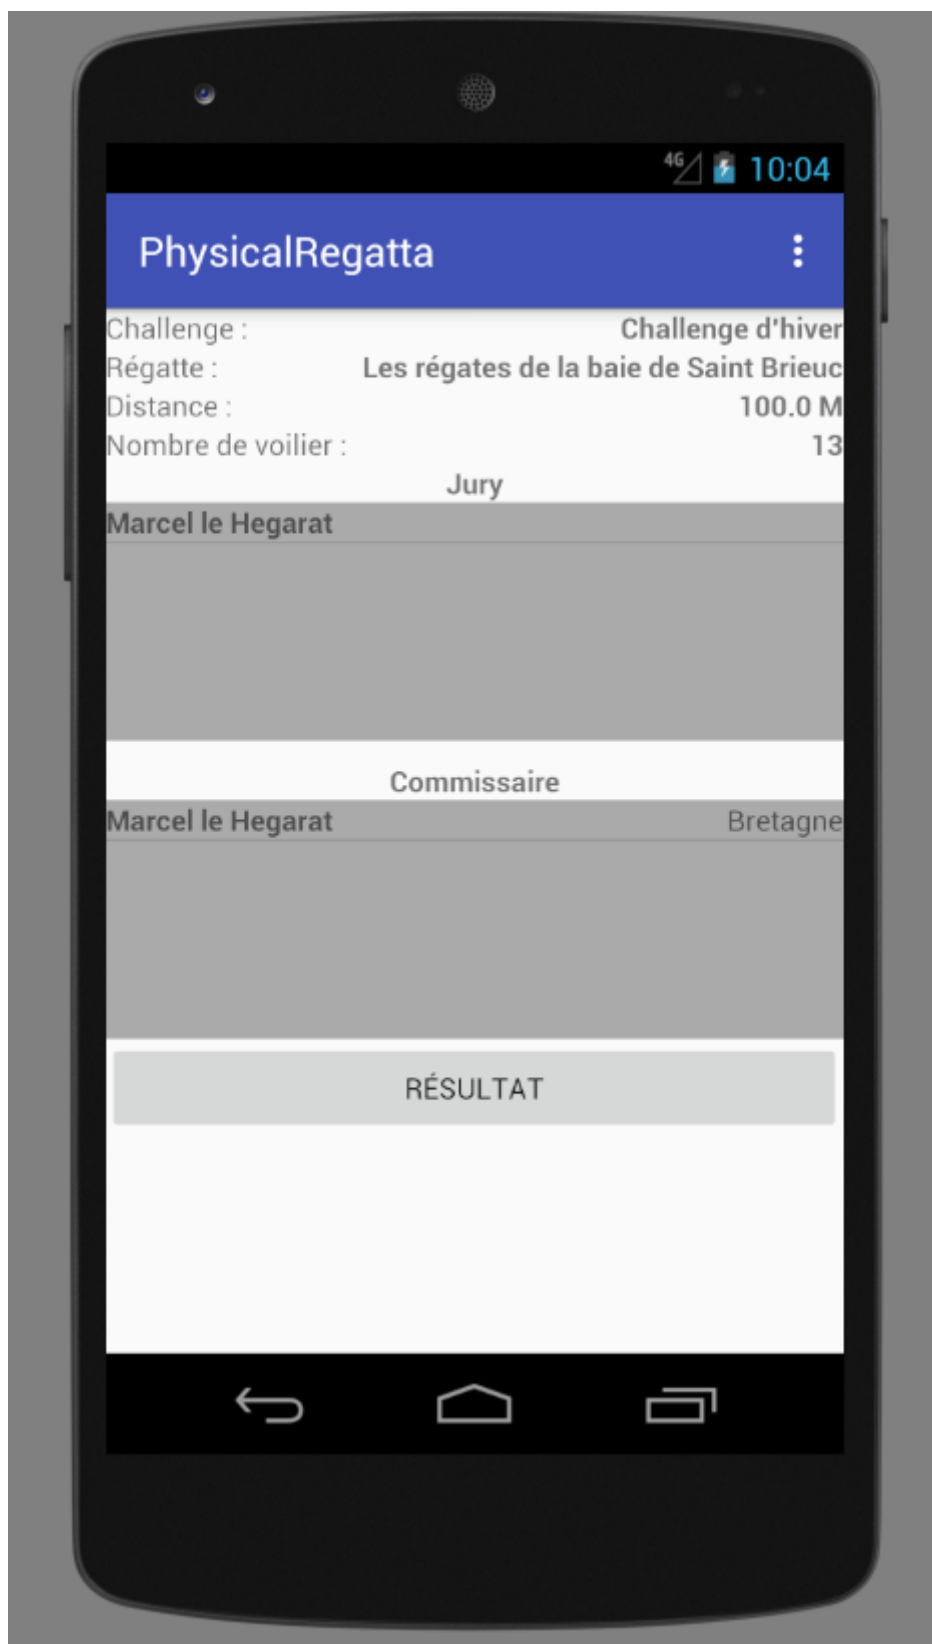 4G 10:04
PhysicalRegatta
Challenge : Challenge d'hiver
Régatte : Les régates de la baie de Saint Brieuc
Distance : 100.0 M
Nombre de voilier : 13
Jury
Marcel le Hegarat
Commissaire
Marcel le Hegarat Bretagne
RÉSULTAT